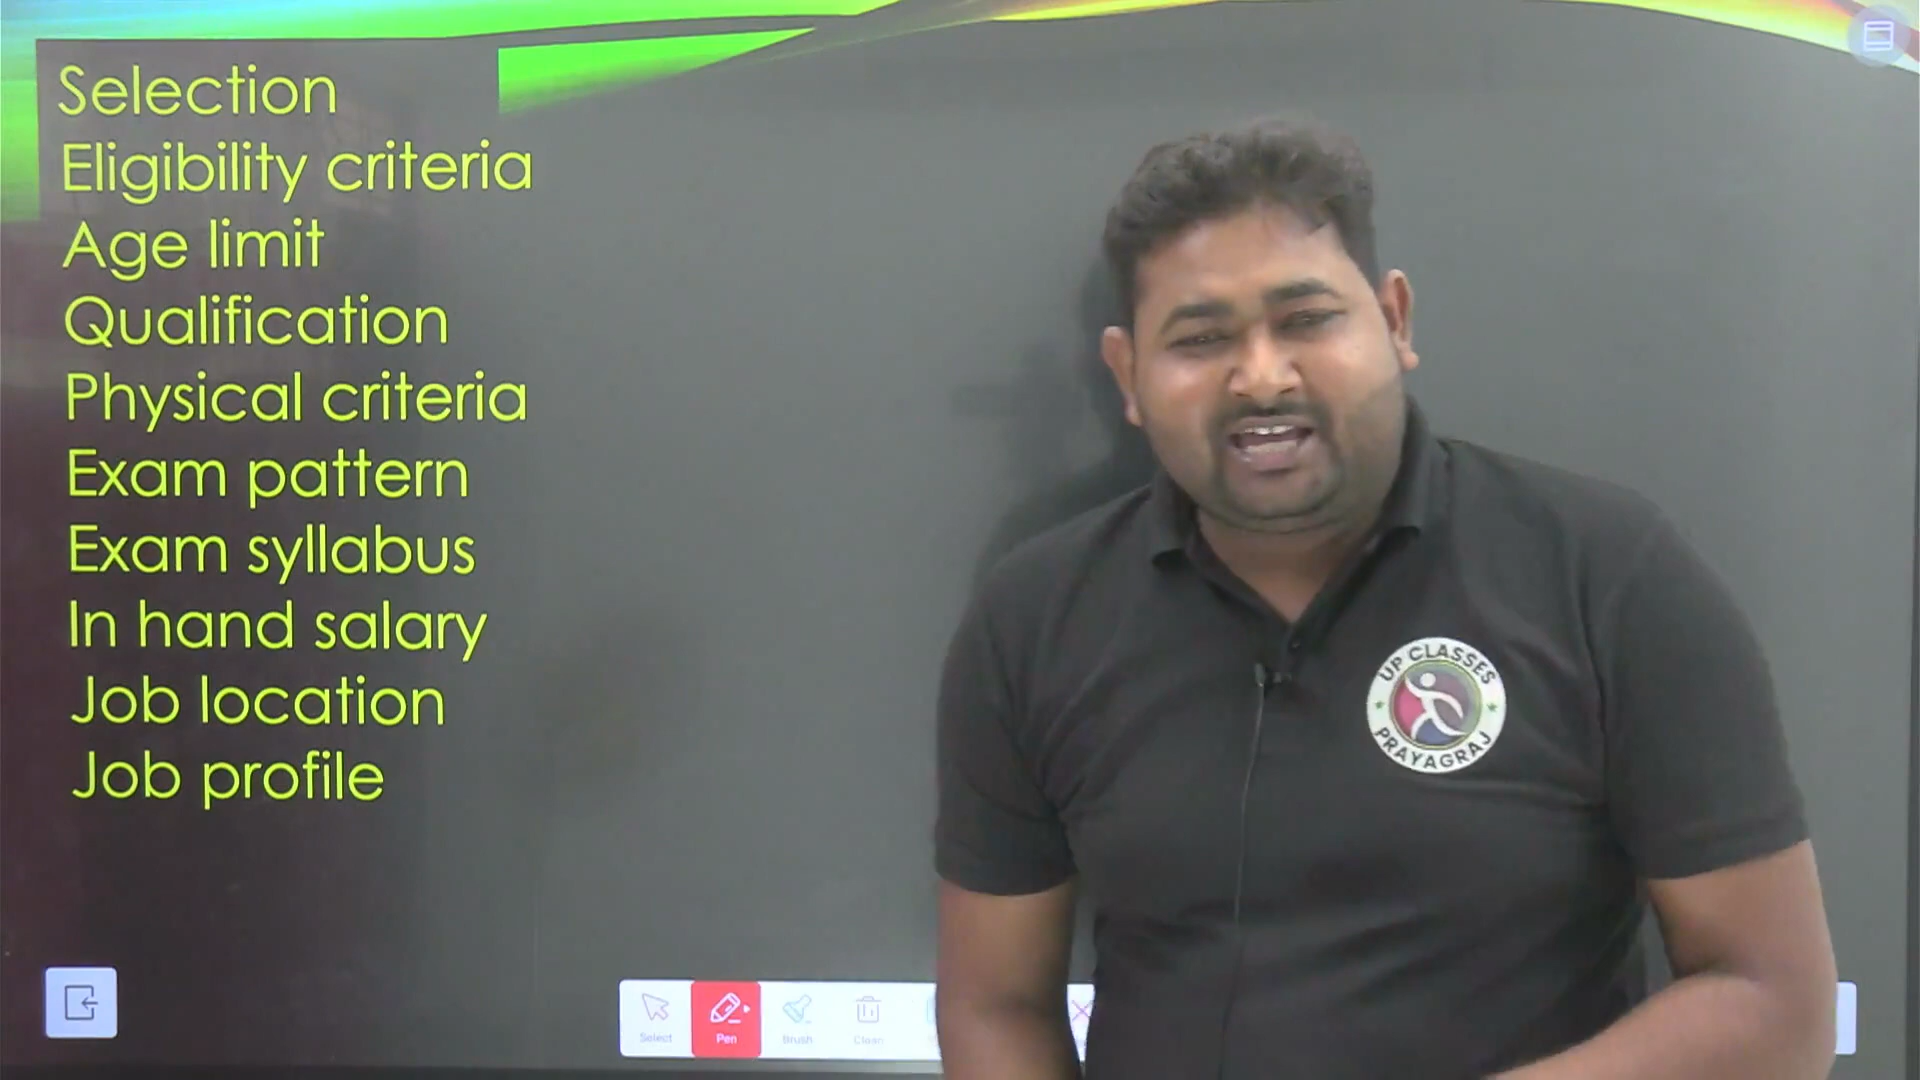 Selection
Eligibility criteria
Age limit
Qualification
Physical criteria
Exam pattern
Exam syllabus
In hand salary
Job location
Job profile
UP CLASSES
PRAYAGRAJ
Select
Pen
Brush
Clean